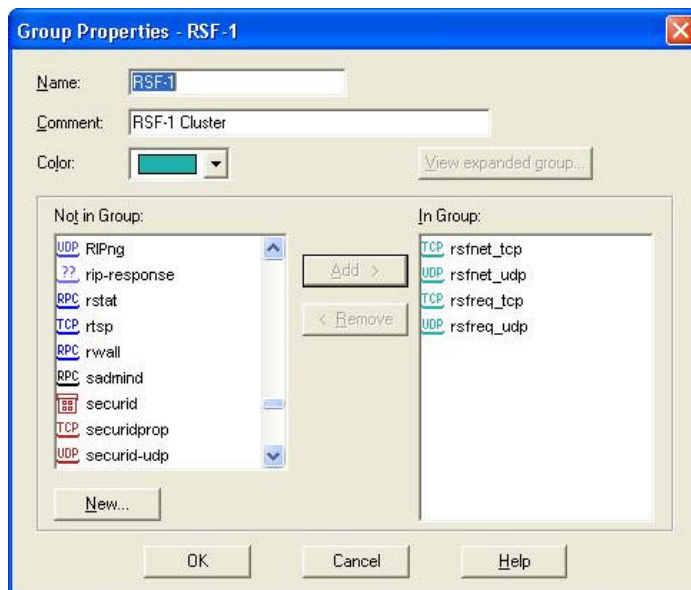 Group Properties - RSF-1
Name: RSF-1
Comment: RSF-1 Cluster
Color:
View expanded group...
Not in Group:
UDP RIPng
?? rip-response
RPC rstat
TCP rtsp
RPC rwall
RPC sadmind
securid
TCP securidprop
UDP securid-udp
Add >
< Remove
In Group:
TCP rsfnet_tcp
UDP rsfnet_udp
TCP rsfreq_tcp
UDP rsfreq_udp
New...
OK Cancel Help